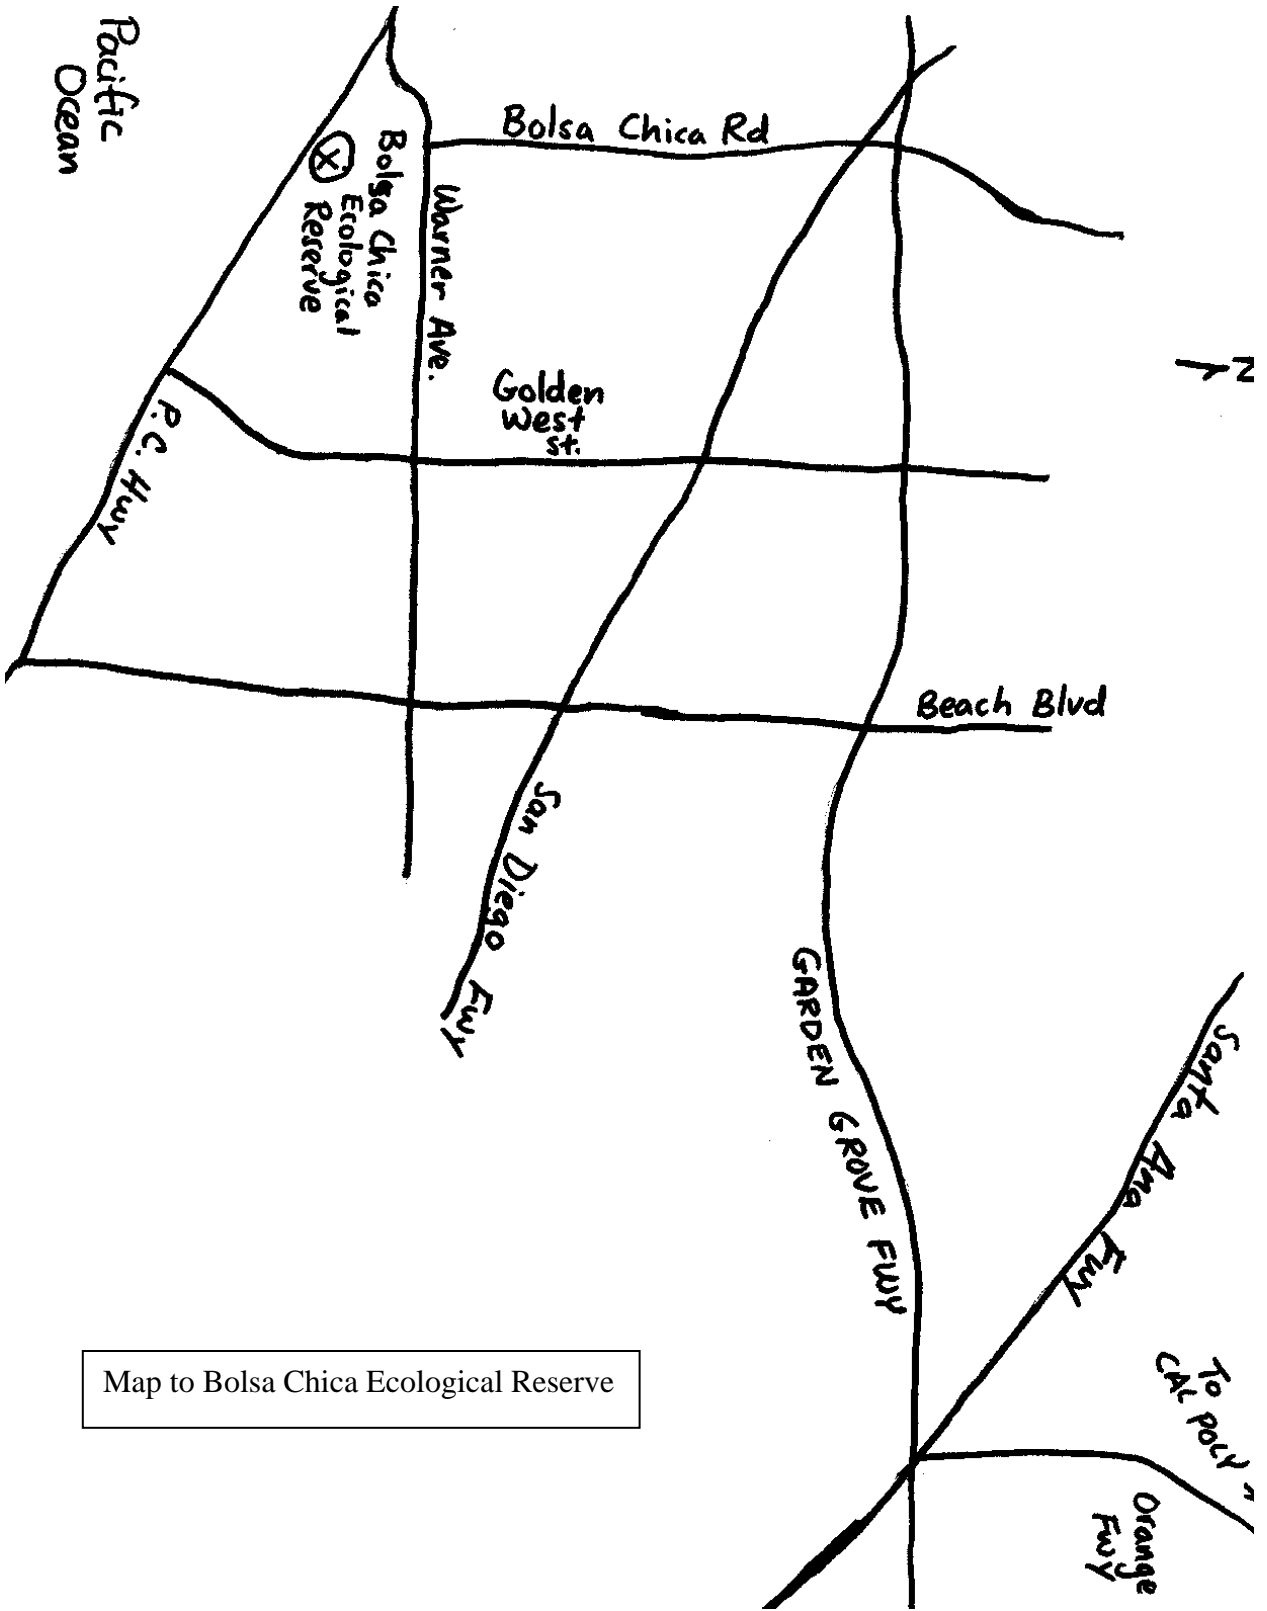 Pacific
Ocean
Bolsa Chica
Ecological
Reserve
X
Bolsa Chica Rd
Warner Ave.
Golden
West
st.
P.C. Hwy
N
Beach Blvd
San Diego Fwy
GARDEN GROVE FWY
Santa Ana Fwy
To
CAL POLY
Orange
Fwy
Map to Bolsa Chica Ecological Reserve